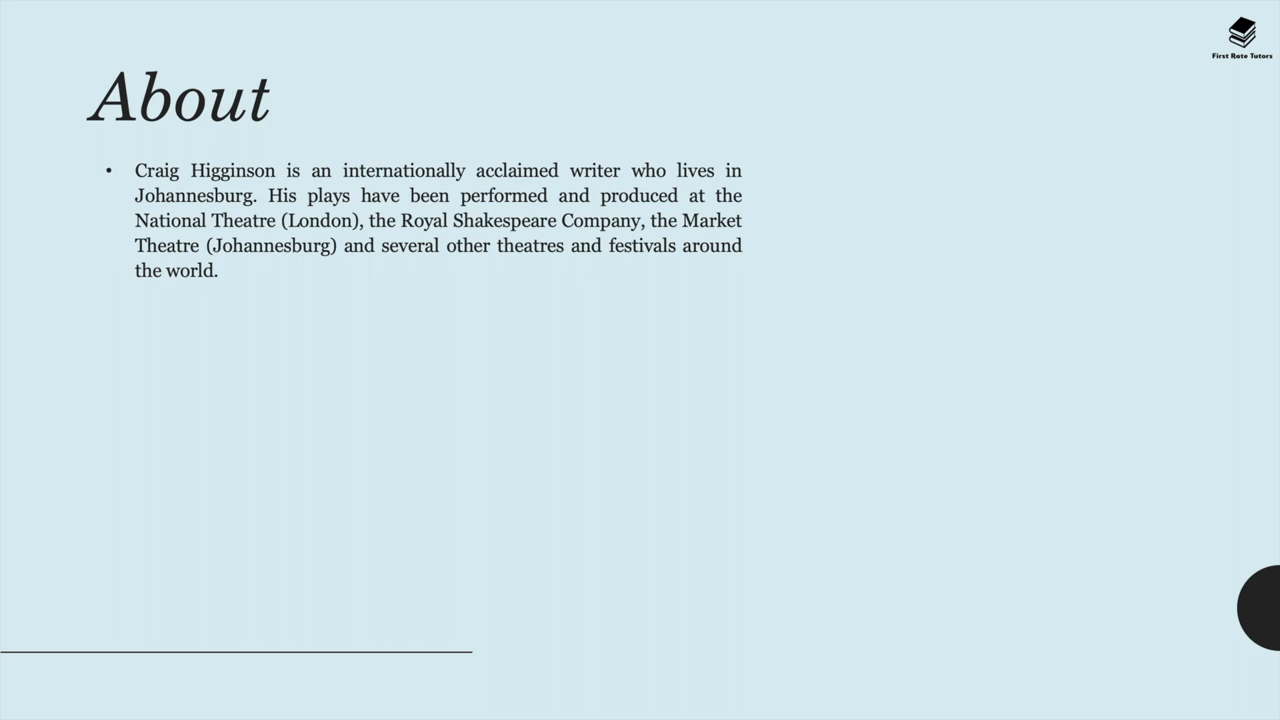 First Rate Tutors
About
• Craig Higginson is an internationally acclaimed writer who lives in
Johannesburg. His plays have been performed and produced at the
National Theatre (London), the Royal Shakespeare Company, the Market
Theatre (Johannesburg) and several other theatres and festivals around
the world.